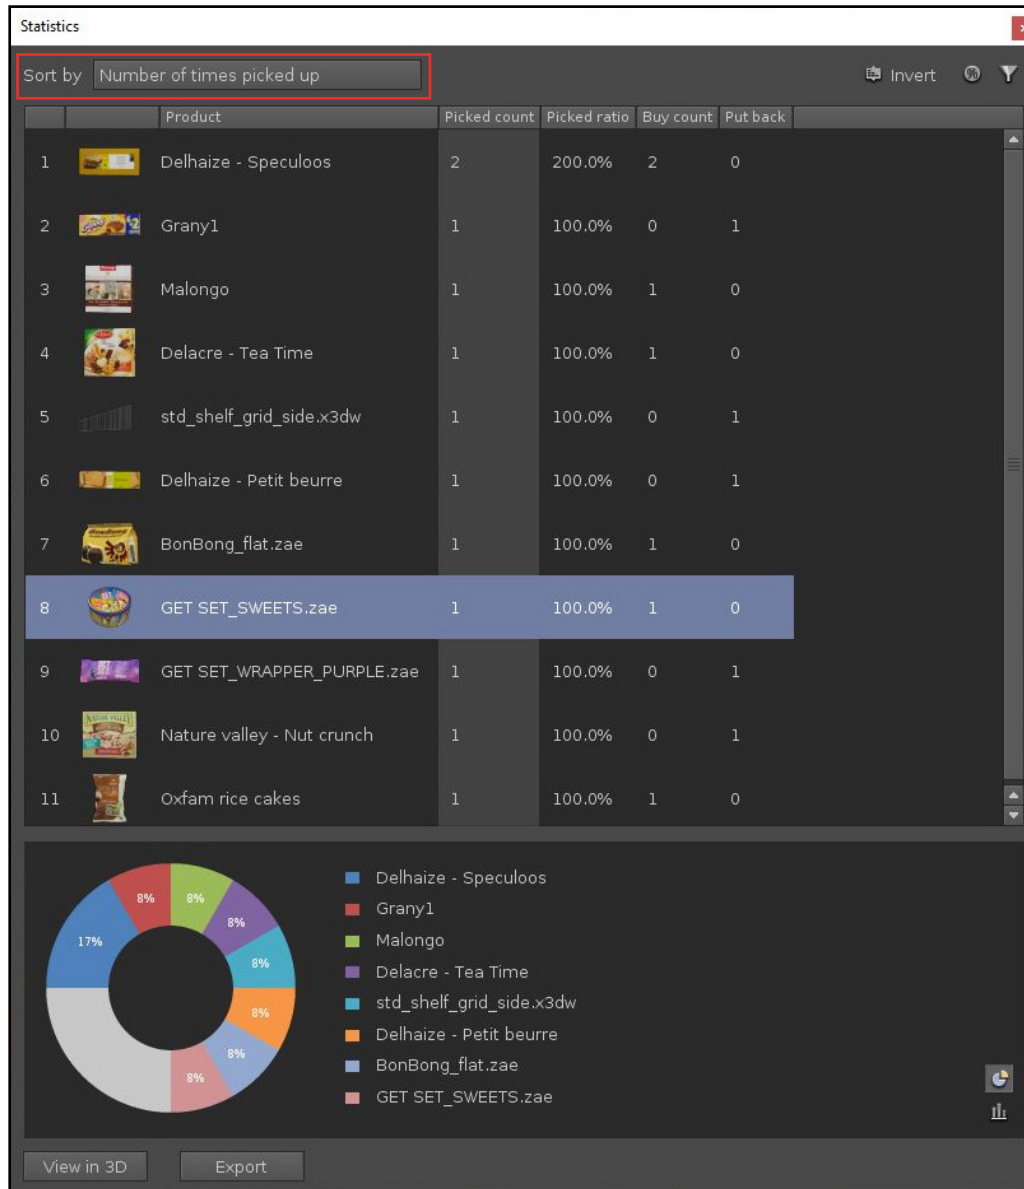 Statistics
Sort by Number of times picked up Invert
Product Picked count Picked ratio Buy count Put back
1 Delhaize - Speculoos 2 200.0% 2 0
2 Grany1 1 100.0% 0 1
3 Malongo 1 100.0% 1 0
4 Delacre - Tea Time 1 100.0% 1 0
5 std_shelf_grid_side.x3dw 1 100.0% 0 1
6 Delhaize - Petit beurre 1 100.0% 0 1
7 BonBong_flat.zae 1 100.0% 1 0
8 GET SET_SWEETS.zae 1 100.0% 1 0
9 GET SET_WRAPPER_PURPLE.zae 1 100.0% 0 1
10 Nature valley - Nut crunch 1 100.0% 0 1
11 Oxfam rice cakes 1 100.0% 1 0
17%
8%
8%
8%
8%
8%
8%
8%
Delhaize - Speculoos
Grany1
Malongo
Delacre - Tea Time
std_shelf_grid_side.x3dw
Delhaize - Petit beurre
BonBong_flat.zae
GET SET_SWEETS.zae
View in 3D Export